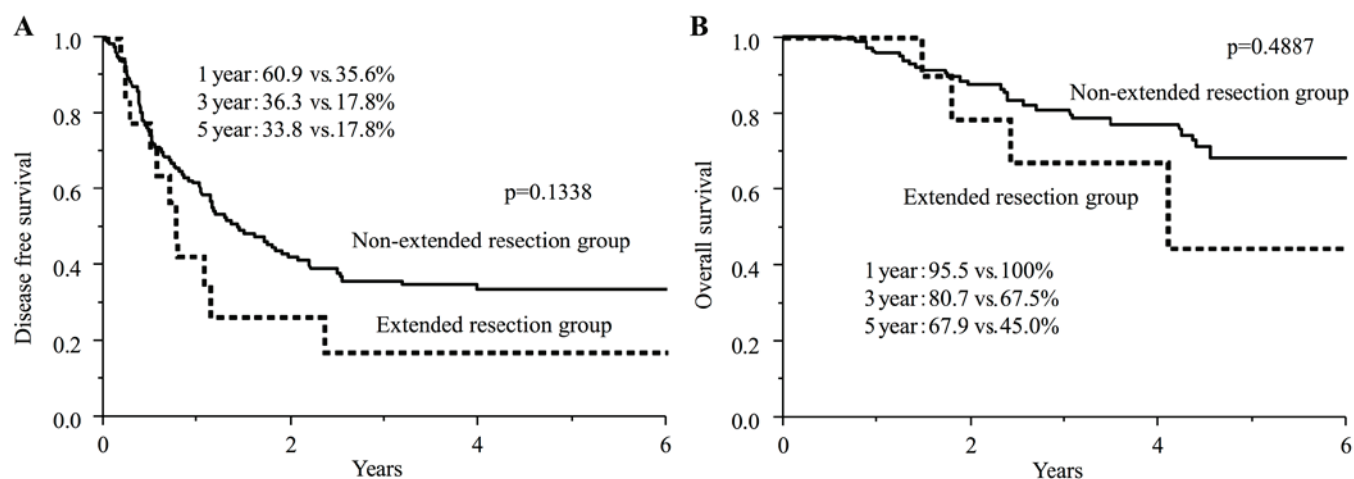 A
Disease free survival
1.0
0.8
0.6
0.4
0.2
0.0
1 year: 60.9 vs. 35.6%
3 year: 36.3 vs. 17.8%
5 year: 33.8 vs. 17.8%
p=0.1338
Non-extended resection group
Extended resection group
0 2 4 6
Years
B
Overall survival
1.0
0.8
0.6
0.4
0.2
0.0
p=0.4887
Non-extended resection group
Extended resection group
1 year: 95.5 vs. 100%
3 year: 80.7 vs. 67.5%
5 year: 67.9 vs. 45.0%
0 2 4 6
Years